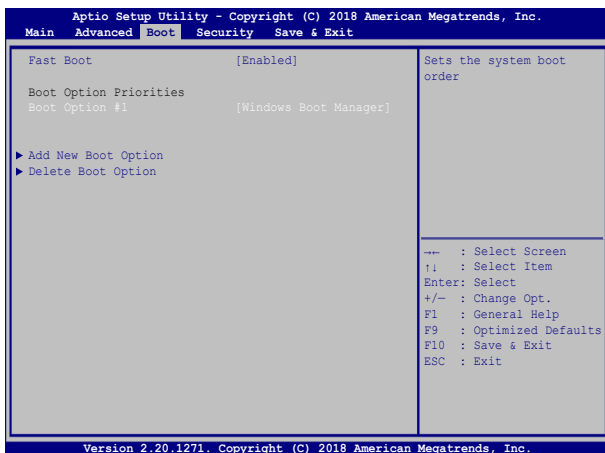 Aptio Setup Utility - Copyright (C) 2018 American Megatrends, Inc.
Main Advanced Boot Security Save & Exit
Fast Boot [Enabled]
Boot Option Priorities
Boot Option #1 [Windows Boot Manager]
▶ Add New Boot Option
▶ Delete Boot Option
Sets the system boot
order
→← : Select Screen
↑↓ : Select Item
Enter: Select
+/— : Change Opt.
F1 : General Help
F9 : Optimized Defaults
F10 : Save & Exit
ESC : Exit
Version 2.20.1271. Copyright (C) 2018 American Megatrends, Inc.